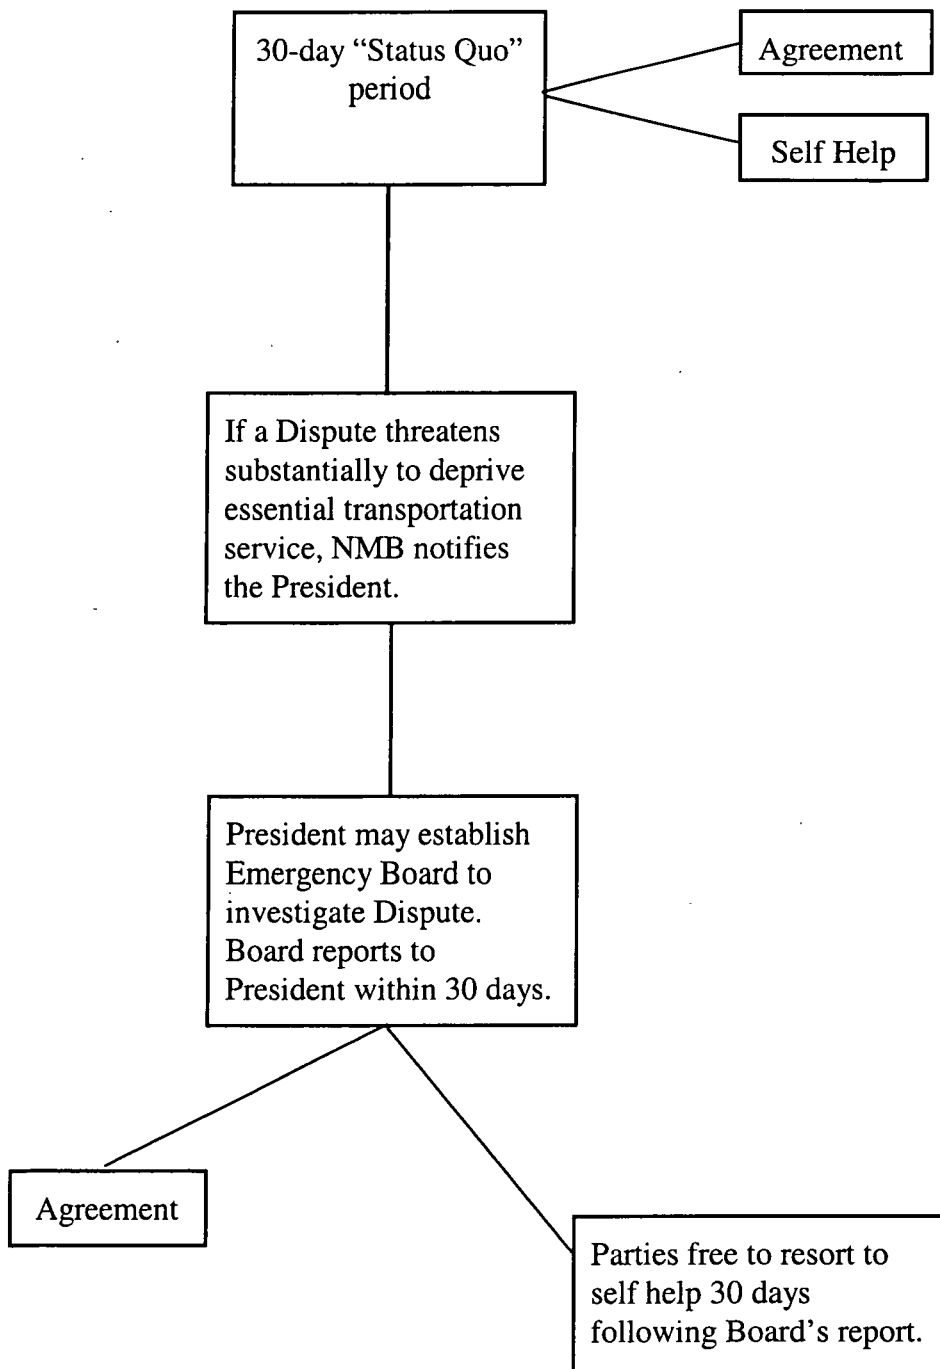 30-day “Status Quo”
period
Agreement
Self Help
If a Dispute threatens
substantially to deprive
essential transportation
service, NMB notifies
the President.
President may establish
Emergency Board to
investigate Dispute.
Board reports to
President within 30 days.
Agreement
Parties free to resort to
self help 30 days
following Board’s report.